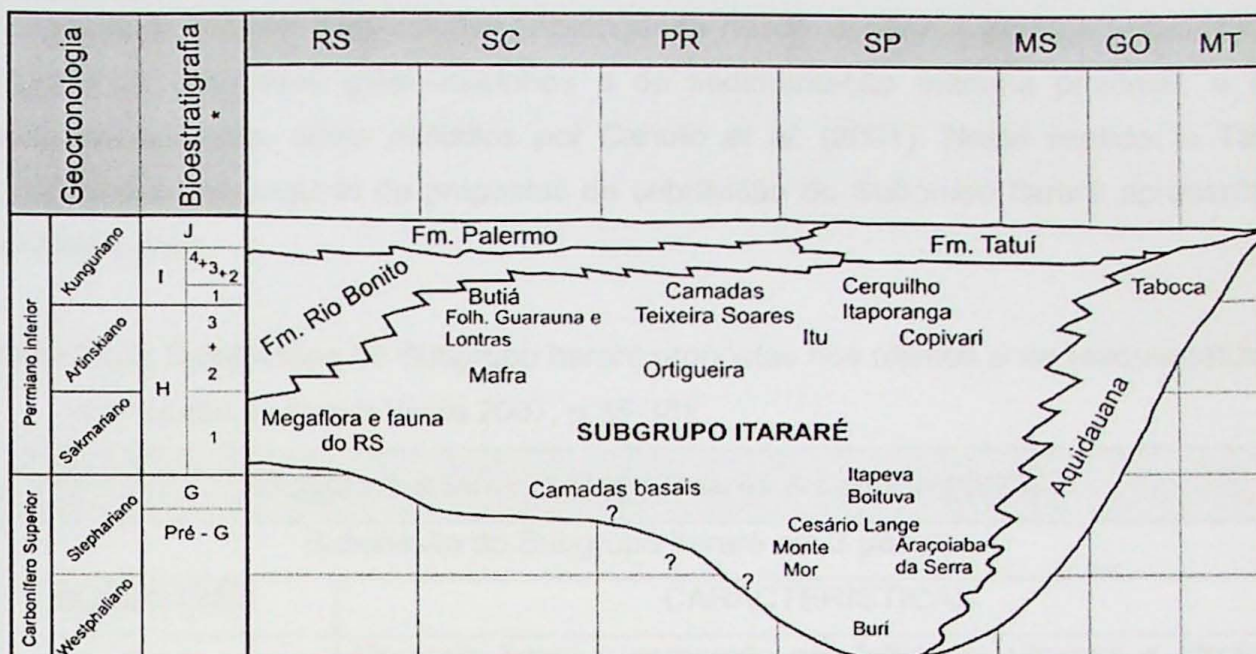 Geocronologia
Bioestratigrafia
*
RS SC PR SP MS GO MT
Permiano Inferior
Carbonífero Superior
Kunguriano
Artinskiano
Sakmariano
Stephariano
Westphaliano
I
H
J
4+3+2
1
3
+
2
1
G
Pré - G
Fm. Palermo
Fm. Tatuí
Fm. Rio Bonito
Butiá
Folh. Guarauna e
Lontras
Mafra
Camadas
Teixeira Soares
Ortigueira
Cerquilho
Itaporanga
Itu
Copivari
Taboca
Aquidauana
Megaflora e fauna
do RS
SUBGRUPO ITARARÉ
Camadas basais
?
?
?
Itapeva
Boituva
Cesário Lange
Monte
Mor
Araçoiaba
da Serra
Burí